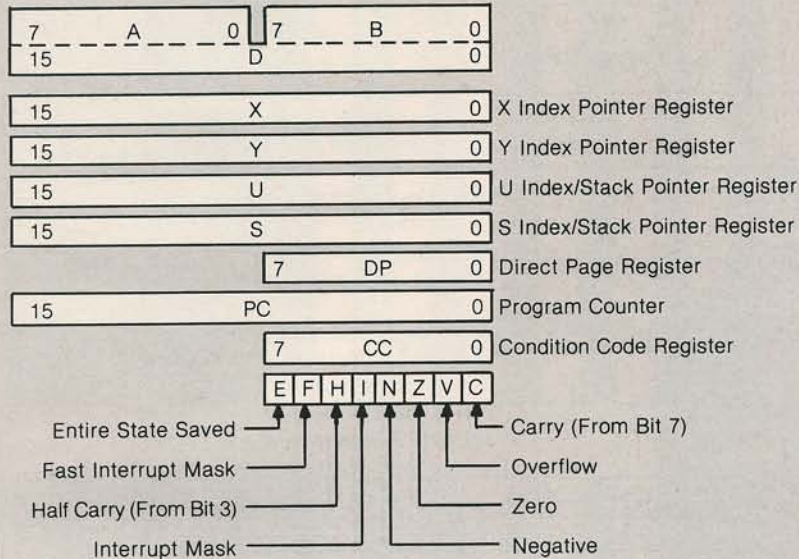 7 A 0 7 B 0
15 D 0
15 X 0 X Index Pointer Register
15 Y 0 Y Index Pointer Register
15 U 0 U Index/Stack Pointer Register
15 S 0 S Index/Stack Pointer Register
7 DP 0 Direct Page Register
15 PC 0 Program Counter
7 CC 0 Condition Code Register
E F H I N Z V C
Entire State Saved Carry (From Bit 7)
Fast Interrupt Mask Overflow
Half Carry (From Bit 3) Zero
Interrupt Mask Negative